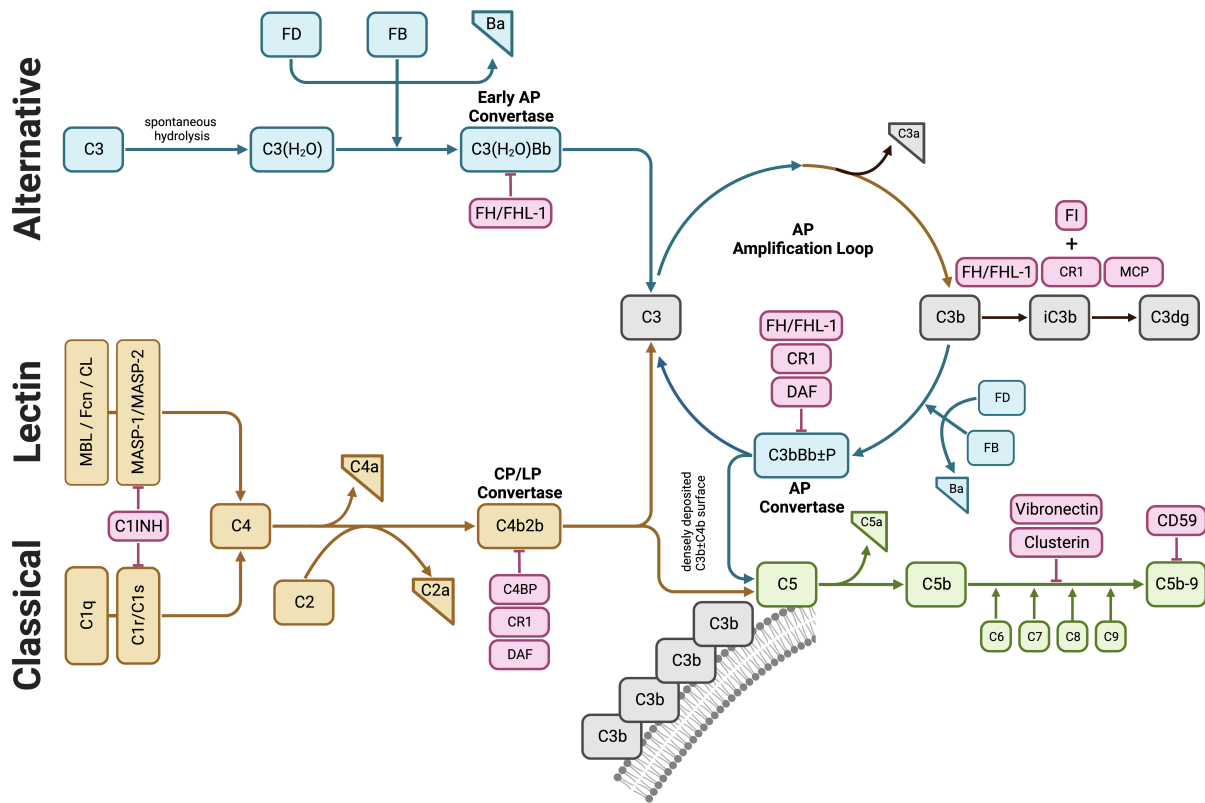 Alternative
FD
FB
Ba
C3
spontaneous
hydrolysis
C3(H₂O)
Early AP
Convertase
C3(H₂O)Bb
FH/FHL-1
C3a
AP
Amplification Loop
FI
+
FH/FHL-1
CR1
MCP
C3
C3b
iC3b
C3dg
FH/FHL-1
CR1
DAF
C3bBb±P
AP
Convertase
FD
FB
Ba
Lectin
MBL / Fcn / CL
MASP-1/MASP-2
C1INH
Classical
C1q
C1r/C1s
C4
C4a
C2
C2a
CP/LP
Convertase
C4b2b
C4BP
CR1
DAF
densely deposited
C3b±C4b surface
C5
C5a
C5b
Vibronectin
Clusterin
CD59
C5b-9
C6
C7
C8
C9
C3b
C3b
C3b
C3b